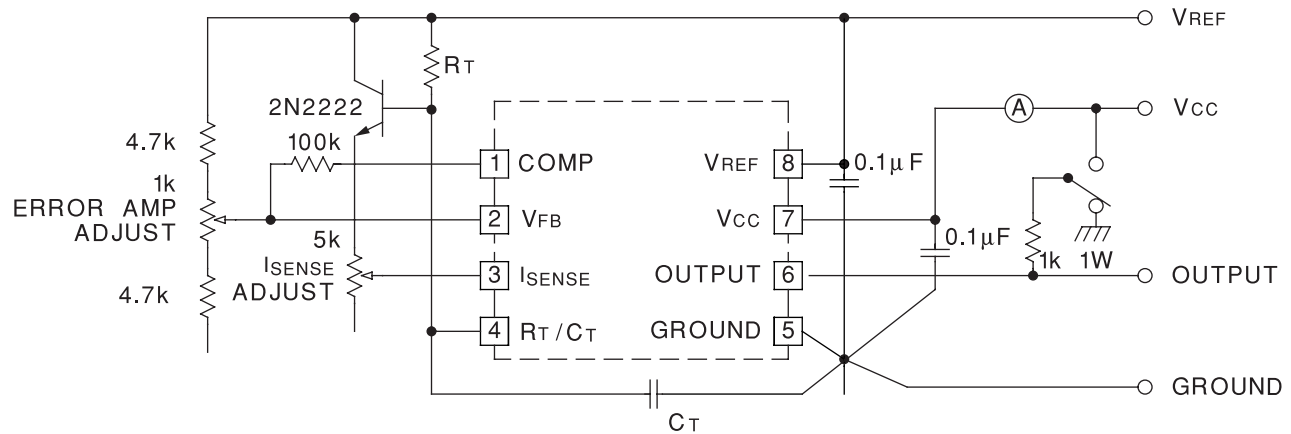 VREF
RT
2N2222
A
VCC
4.7k
100k
1 COMP
VREF 8
0.1µF
1k
ERROR AMP
ADJUST
2 VFB
VCC 7
5k
ISENSE
ADJUST
3 ISENSE
OUTPUT 6
0.1µF
1k 1W
OUTPUT
4.7k
4 RT/CT
GROUND 5
GROUND
CT